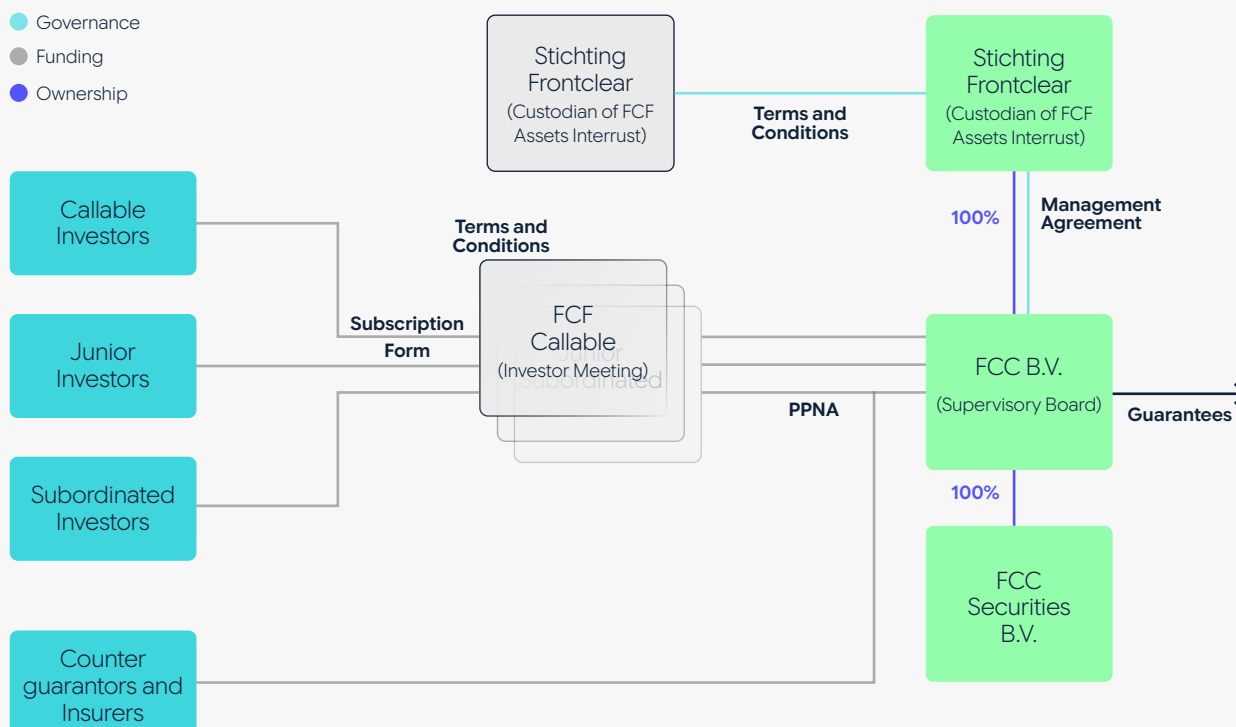 Governance
Funding
Ownership
Stichting
Frontclear
(Custodian of FCF
Assets Interrust)
Terms and
Conditions
Stichting
Frontclear
(Custodian of FCF
Assets Interrust)
100%
Management
Agreement
Callable
Investors
Junior
Investors
Subordinated
Investors
Counter
guarantors and
Insurers
Subscription
Form
Terms and
Conditions
FCF
Callable
(Investor Meeting)
Junior
Subordinated
PPNA
FCC B.V.
(Supervisory Board)
Guarantees
100%
FCC
Securities
B.V.